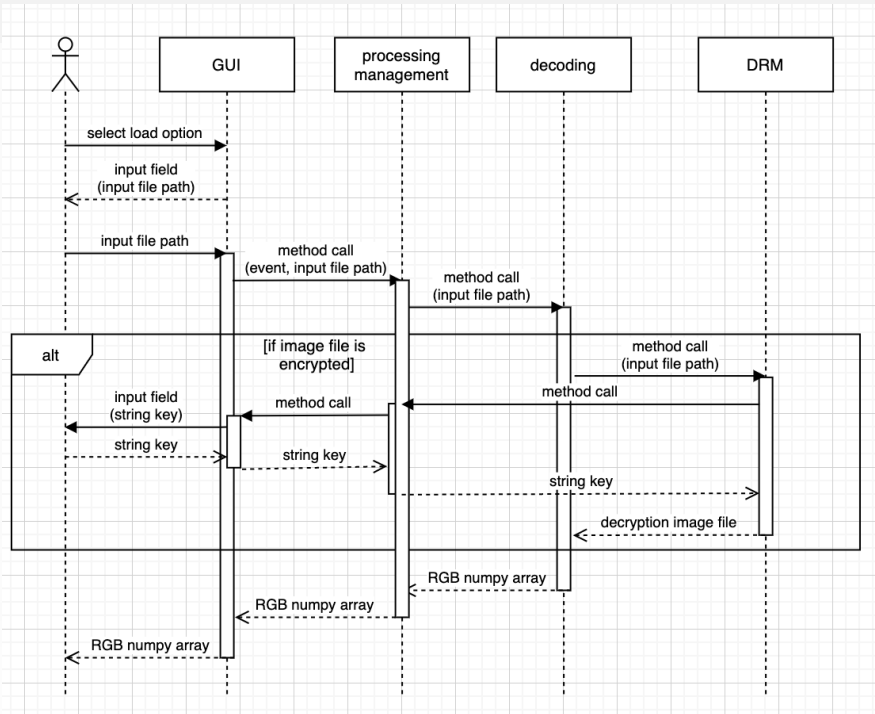 GUI
processing
management
decoding
DRM
select load option
input field
(input file path)
input file path
method call
(event, input file path)
method call
(input file path)
alt
[if image file is
encrypted]
method call
(input file path)
method call
method call
input field
(string key)
string key
string key
string key
decryption image file
RGB numpy array
RGB numpy array
RGB numpy array